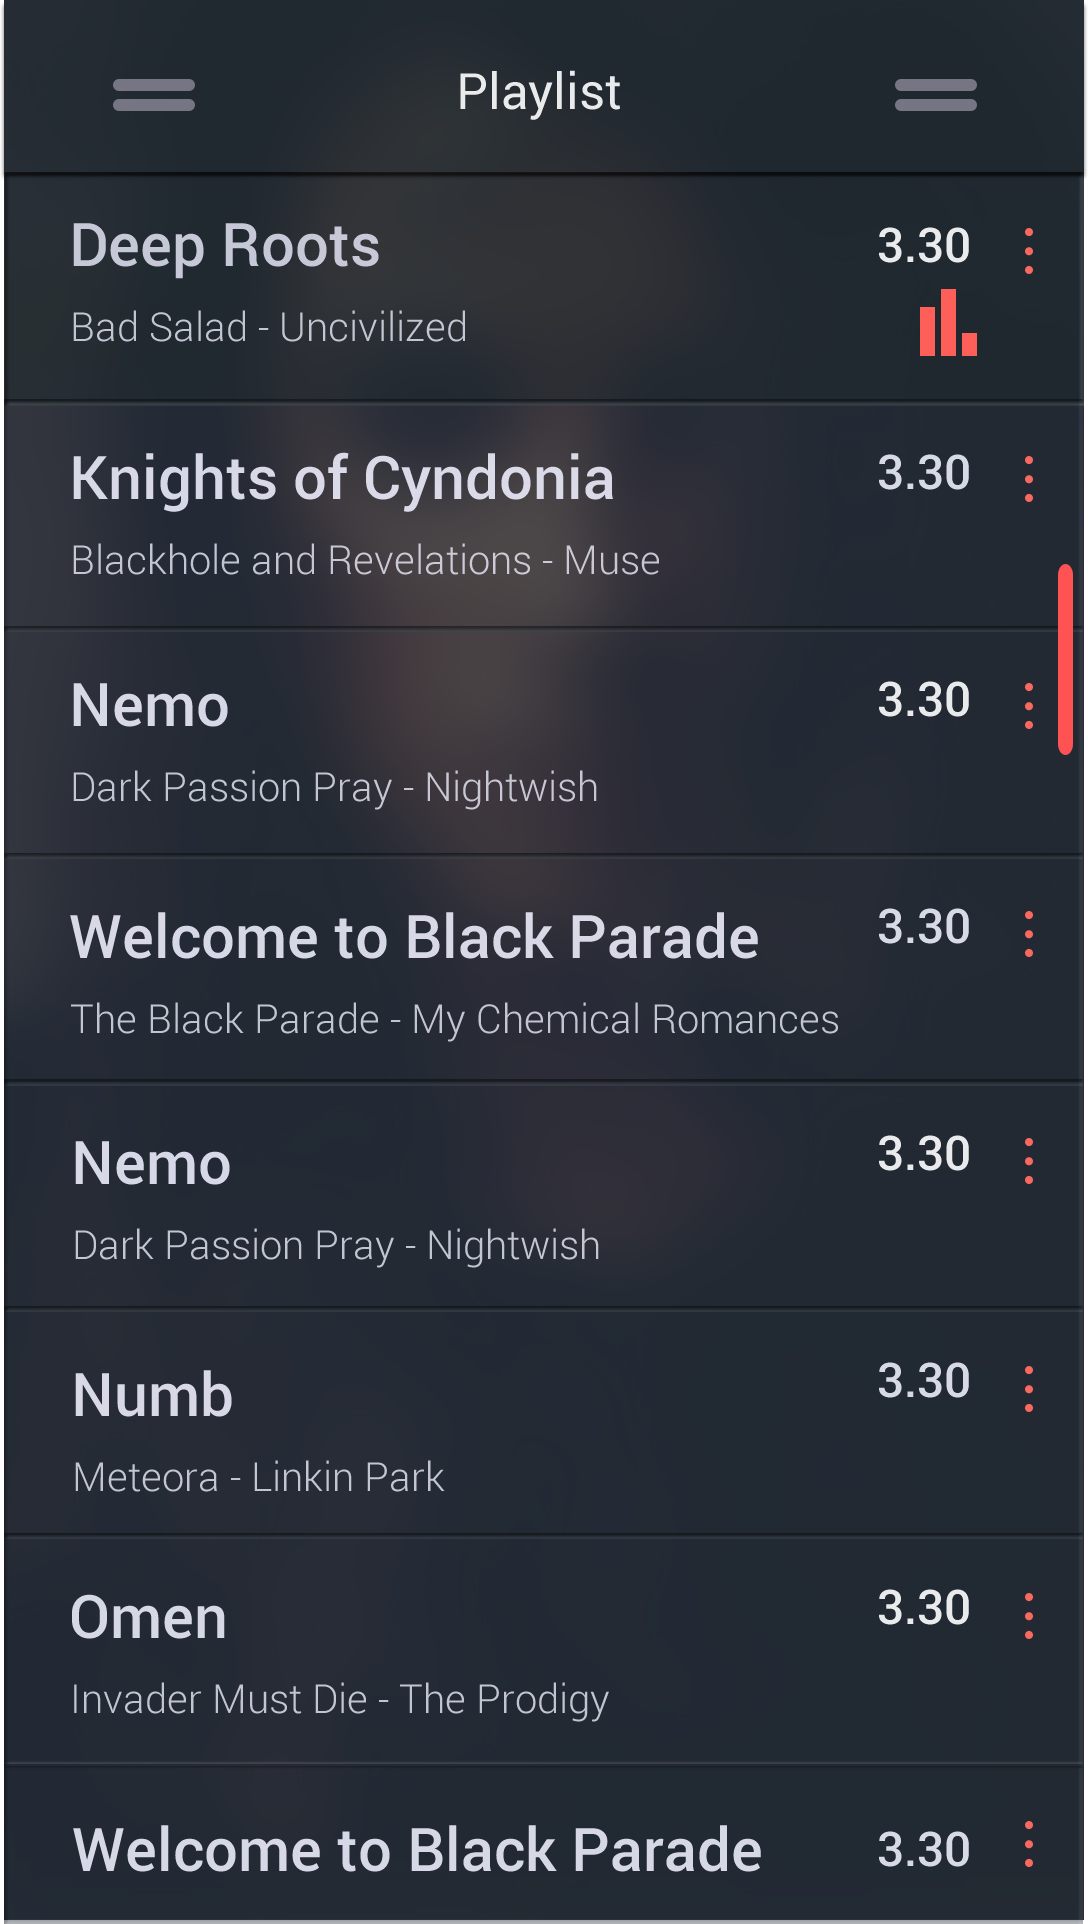 Playlist
Deep Roots 3.30
Bad Salad - Uncivilized
Knights of Cyndonia 3.30
Blackhole and Revelations - Muse
Nemo 3.30
Dark Passion Pray - Nightwish
Welcome to Black Parade 3.30
The Black Parade - My Chemical Romances
Nemo 3.30
Dark Passion Pray - Nightwish
Numb 3.30
Meteora - Linkin Park
Omen 3.30
Invader Must Die - The Prodigy
Welcome to Black Parade 3.30